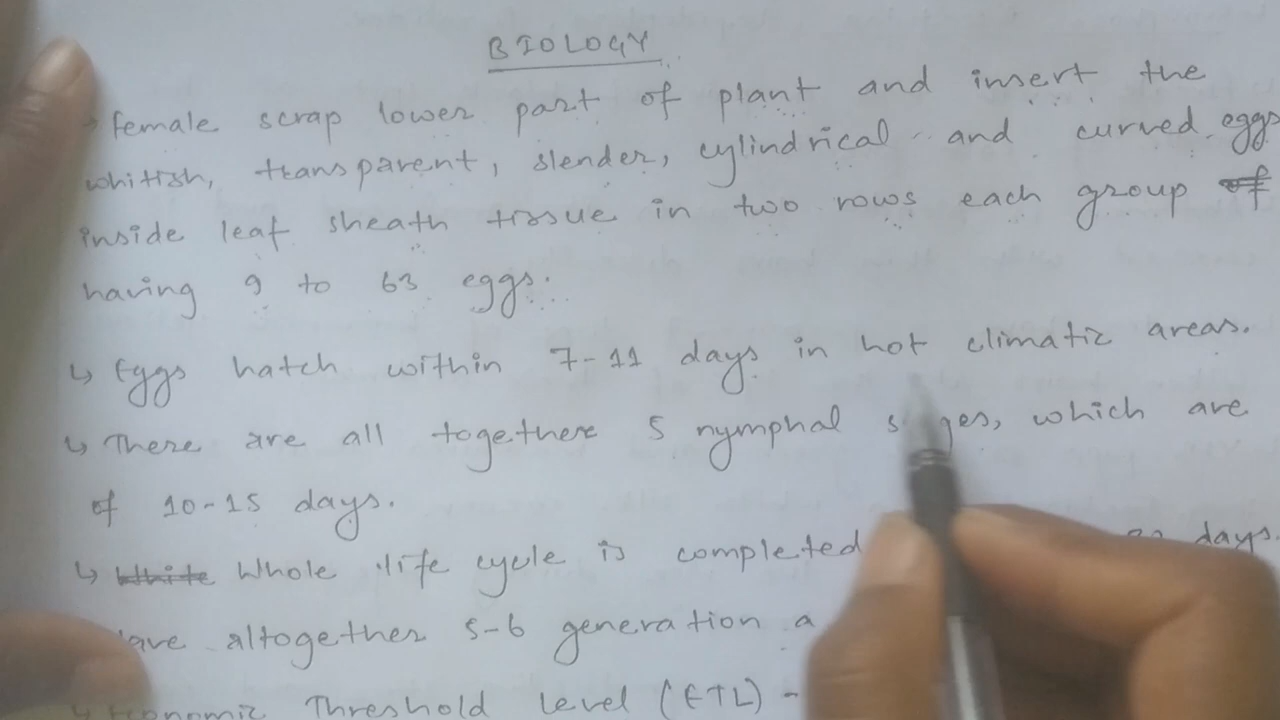 BIOLOGY
female scrap lower part of plant and insert the
whitish, transparent, slender, cylindrical and curved eggs
inside leaf sheath tissue in two rows each group of
having 9 to 63 eggs.
↳ Eggs hatch within 7-11 days in hot climatic areas.
↳ There are all togethere 5 nymphal which are
of 10-15 days.
↳ White Whole life cycle is completed days.
altogether 5-6 generation a
Threshold level (ETL) -